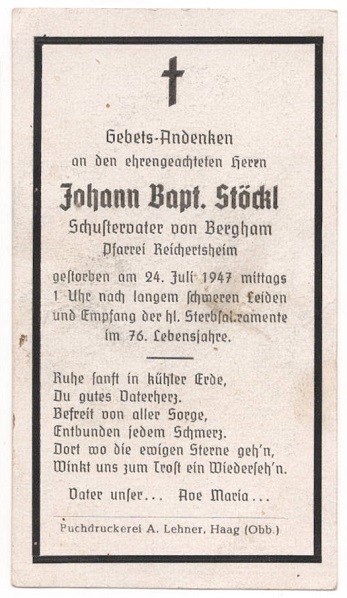 Gebets-Andenken
an den ehrengeachteten Herrn
Johann Bapt. Stöckl
Schustervater von Bergham
Pfarrei Reichertsheim
gestorben am 24. Juli 1947 mittags
1 Uhr nach langem schweren Leiden
und Empfang der hl. Sterbsakramente
im 76. Lebensjahre.
Ruhe sanft in kühler Erde,
Du gutes Vaterherz.
Befreit von aller Sorge,
Entbunden jedem Schmerz.
Dort wo die ewigen Sterne geh'n,
Winkt uns zum Trost ein Wiederseh'n.
Vater unser... Ave Maria...
Buchdruckerei A. Lehner, Haag (Obb.)